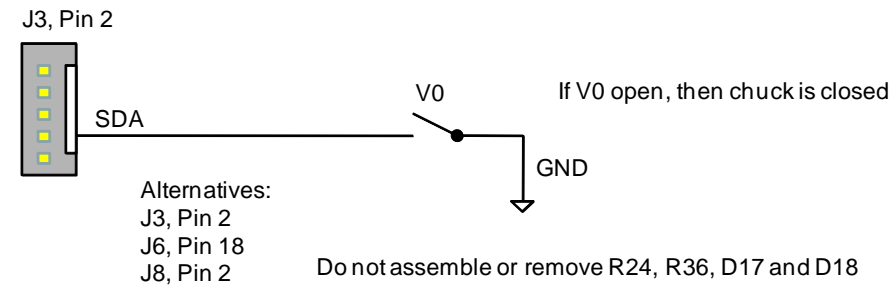 J3, Pin 2
V0
If V0 open, then chuck is closed
SDA
GND
Alternatives:
J3, Pin 2
J6, Pin 18
J8, Pin 2
Do not assemble or remove R24, R36, D17 and D18